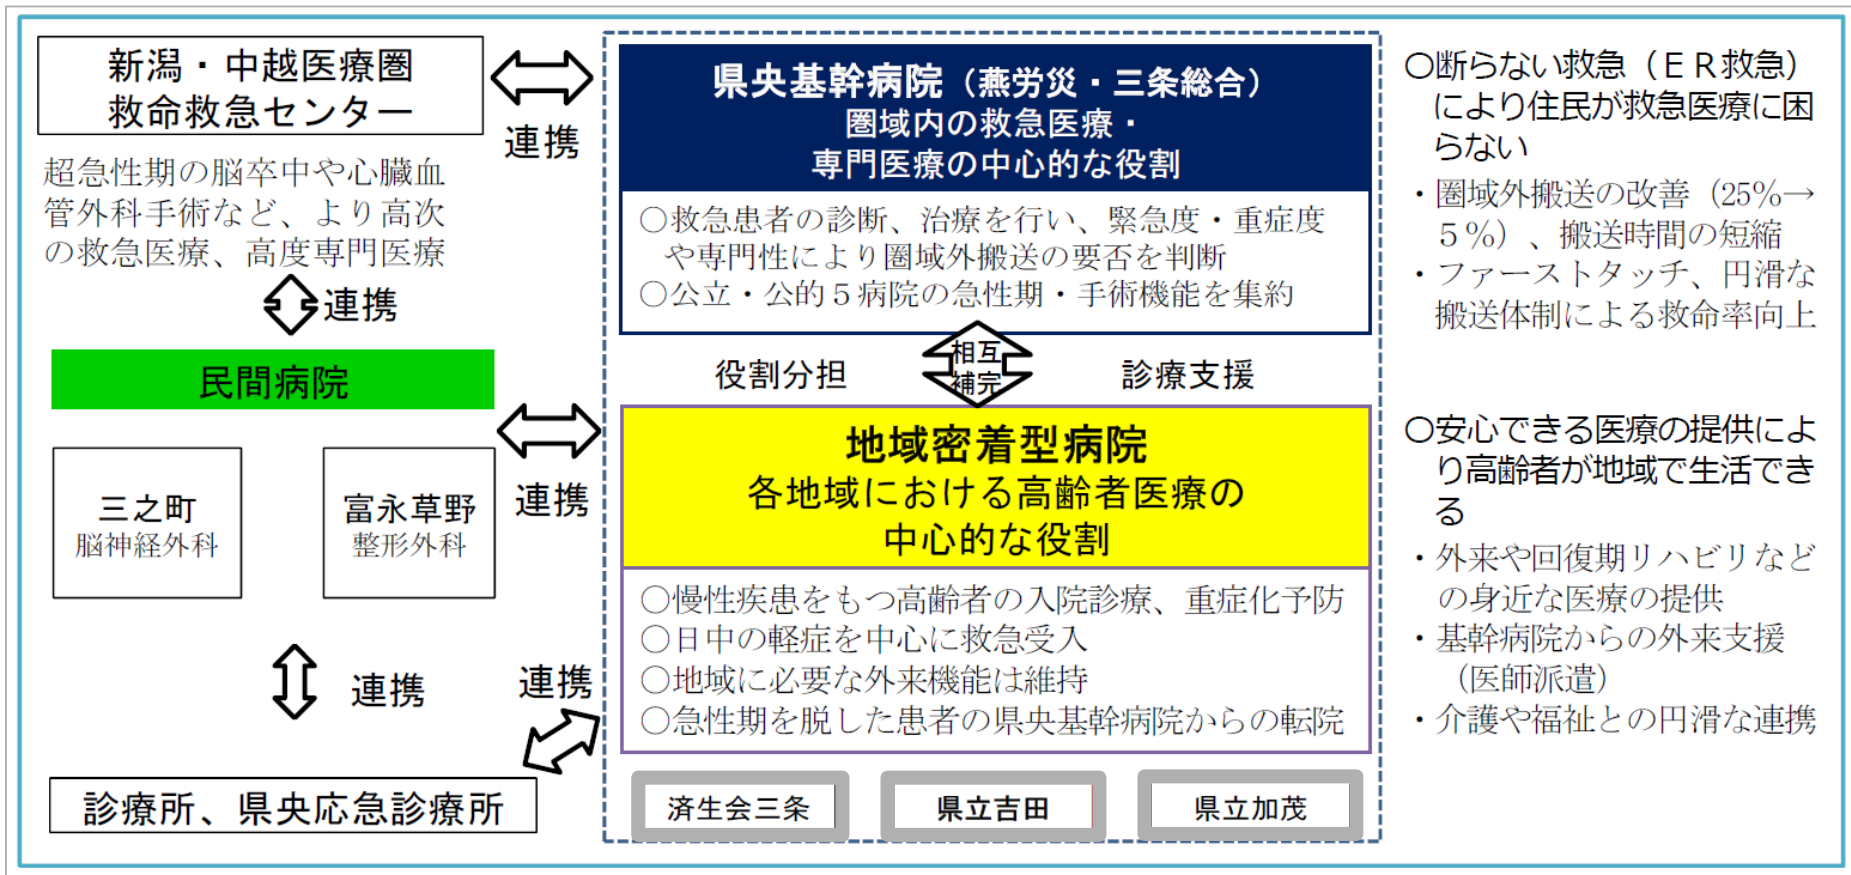 新潟・中越医療圏
救命救急センター
連携
超急性期の脳卒中や心臓血
管外科手術など、より高次
の救急医療、高度専門医療
連携
民間病院
三之町
脳神経外科
富永草野
整形外科
連携
連携
連携
診療所、県央応急診療所
県央基幹病院（燕労災・三条総合）
圏域内の救急医療・
専門医療の中心的な役割
○救急患者の診断、治療を行い、緊急度・重症度
や専門性により圏域外搬送の要否を判断
○公立・公的５病院の急性期・手術機能を集約
役割分担
相互
補完
診療支援
地域密着型病院
各地域における高齢者医療の
中心的な役割
○慢性疾患をもつ高齢者の入院診療、重症化予防
○日中の軽症を中心に救急受入
○地域に必要な外来機能は維持
○急性期を脱した患者の県央基幹病院からの転院
済生会三条
県立吉田
県立加茂
○断らない救急（ＥＲ救急）
により住民が救急医療に困
らない
・圏域外搬送の改善（25％→
５％）、搬送時間の短縮
・ファーストタッチ、円滑な
搬送体制による救命率向上
○安心できる医療の提供によ
り高齢者が地域で生活でき
る
・外来や回復期リハビリなど
の身近な医療の提供
・基幹病院からの外来支援
（医師派遣）
・介護や福祉との円滑な連携